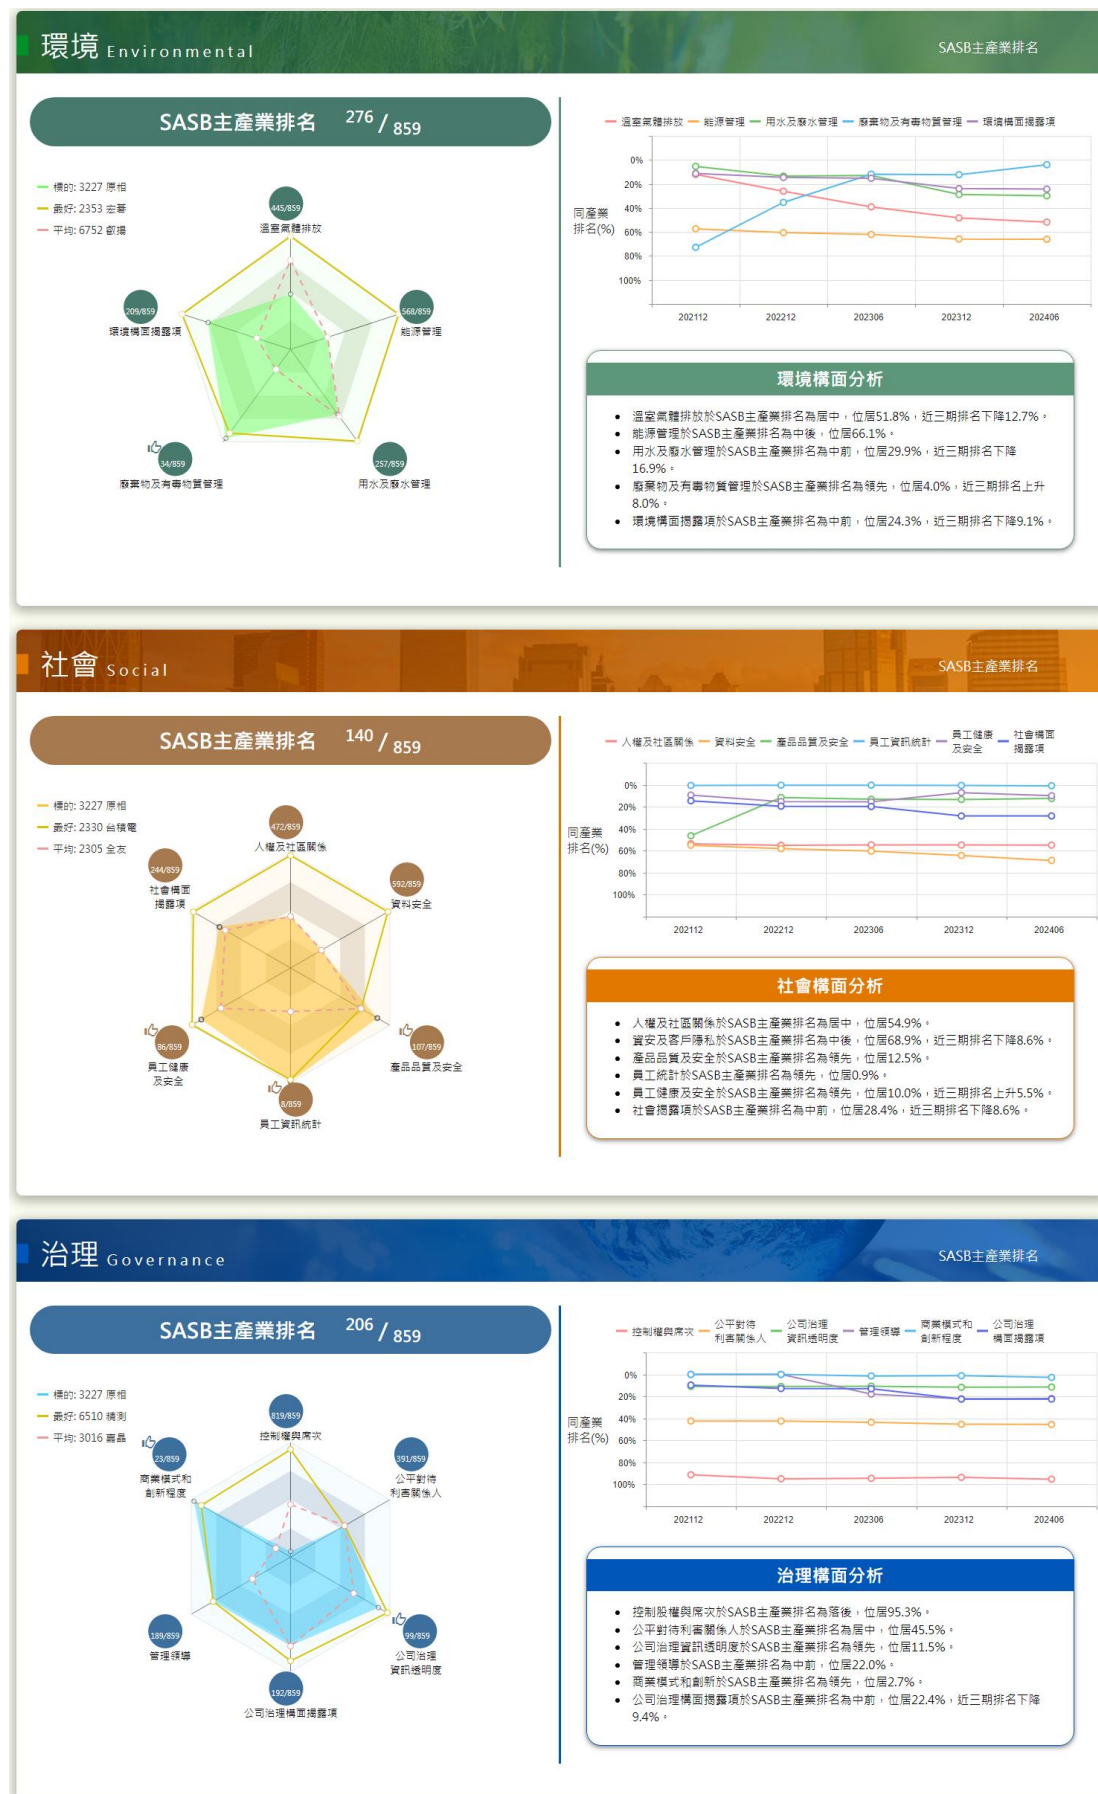 環境 Environmental
SASB主產業排名
SASB主產業排名 276 / 859
標的: 3227 原相
最好: 2353 宏碁
平均: 6752 叡揚
445/859
溫室氣體排放
568/859
能源管理
257/859
用水及廢水管理
34/859
廢棄物及有毒物質管理
209/859
環境構面揭露項
溫室氣體排放 能源管理 用水及廢水管理 廢棄物及有毒物質管理 環境構面揭露項
同產業
排名(%)
0%
20%
40%
60%
80%
100%
202112 202212 202306 202312 202406
環境構面分析
• 溫室氣體排放於SASB主產業排名為居中，位居51.8%，近三期排名下降12.7%。
• 能源管理於SASB主產業排名為中後，位居66.1%。
• 用水及廢水管理於SASB主產業排名為中前，位居29.9%，近三期排名下降
16.9%。
• 廢棄物及有毒物質管理於SASB主產業排名為領先，位居4.0%，近三期排名上升
8.0%。
• 環境構面揭露項於SASB主產業排名為中前，位居24.3%，近三期排名下降9.1%。
社會 Social
SASB主產業排名
SASB主產業排名 140 / 859
標的: 3227 原相
最好: 2330 台積電
平均: 2305 全友
472/859
人權及社區關係
592/859
資料安全
107/859
產品品質及安全
8/859
員工資訊統計
86/859
員工健康
及安全
244/859
社會構面
揭露項
人權及社區關係 資料安全 產品品質及安全 員工資訊統計 員工健康
及安全 社會構面
揭露項
同產業
排名(%)
0%
20%
40%
60%
80%
100%
202112 202212 202306 202312 202406
社會構面分析
• 人權及社區關係於SASB主產業排名為居中，位居54.9%。
• 資安及客戶隱私於SASB主產業排名為中後，位居68.9%，近三期排名下降8.6%。
• 產品品質及安全於SASB主產業排名為領先，位居12.5%。
• 員工統計於SASB主產業排名為領先，位居0.9%。
• 員工健康及安全於SASB主產業排名為領先，位居10.0%，近三期排名上升5.5%。
• 社會揭露項於SASB主產業排名為中前，位居28.4%，近三期排名下降8.6%。
治理 Governance
SASB主產業排名
SASB主產業排名 206 / 859
標的: 3227 原相
最好: 6510 精測
平均: 3016 嘉晶
819/859
控制權與席次
391/859
公平對待
利害關係人
99/859
公司治理
資訊透明度
192/859
公司治理構面揭露項
189/859
管理領導
23/859
商業模式和
創新程度
控制權與席次 公平對待
利害關係人 公司治理
資訊透明度 管理領導 商業模式和
創新程度 公司治理
構面揭露項
同產業
排名(%)
0%
20%
40%
60%
80%
100%
202112 202212 202306 202312 202406
治理構面分析
• 控制股權與席次於SASB主產業排名為落後，位居95.3%。
• 公平對待利害關係人於SASB主產業排名為居中，位居45.5%。
• 公司治理資訊透明度於SASB主產業排名為領先，位居11.5%。
• 管理領導於SASB主產業排名為中前，位居22.0%。
• 商業模式和創新於SASB主產業排名為領先，位居2.7%。
• 公司治理構面揭露項於SASB主產業排名為中前，位居22.4%，近三期排名下降
9.4%。